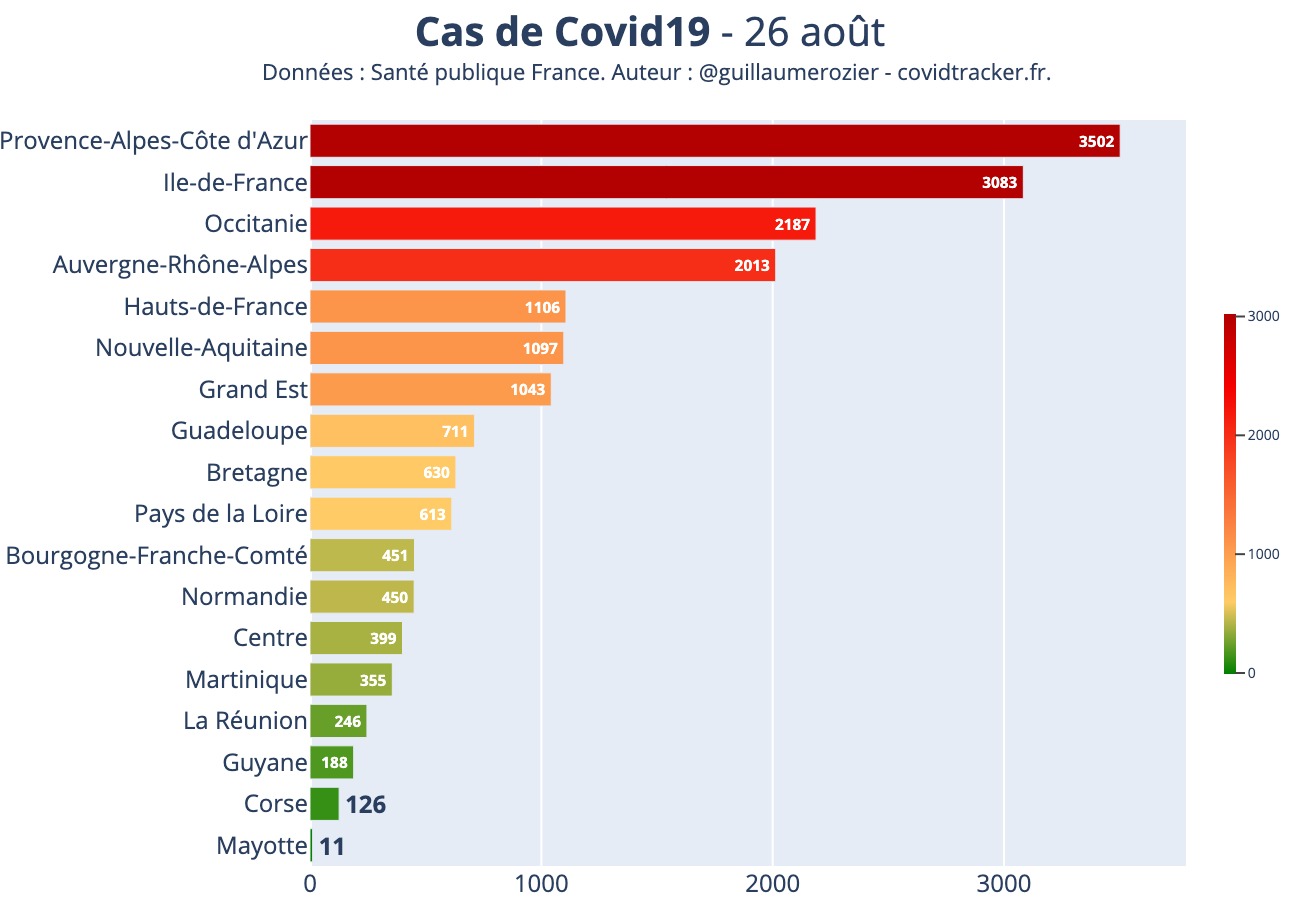 Cas de Covid19 - 26 août
Données : Santé publique France. Auteur : @guillaumerozier - covidtracker.fr.
Provence-Alpes-Côte d'Azur 3502
Ile-de-France 3083
Occitanie 2187
Auvergne-Rhône-Alpes 2013
Hauts-de-France 1106
Nouvelle-Aquitaine 1097
Grand Est 1043
Guadeloupe 711
Bretagne 630
Pays de la Loire 613
Bourgogne-Franche-Comté 451
Normandie 450
Centre 399
Martinique 355
La Réunion 246
Guyane 188
Corse 126
Mayotte 11
0 1000 2000 3000
3000
2000
1000
0